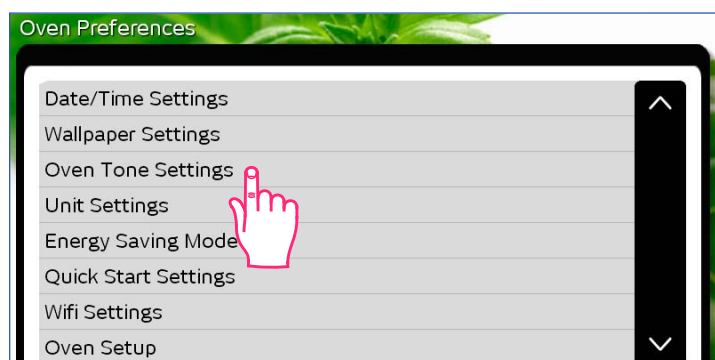 Oven Preferences
Date/Time Settings
Wallpaper Settings
Oven Tone Settings
Unit Settings
Energy Saving Mode
Quick Start Settings
Wifi Settings
Oven Setup